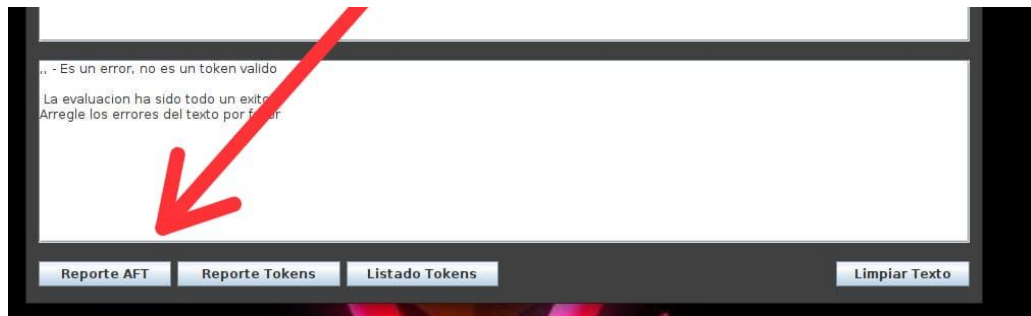 ,, - Es un error, no es un token valido
La evaluacion ha sido todo un exito
Arregle los errores del texto por favor
Reporte AFT
Reporte Tokens
Listado Tokens
Limpiar Texto